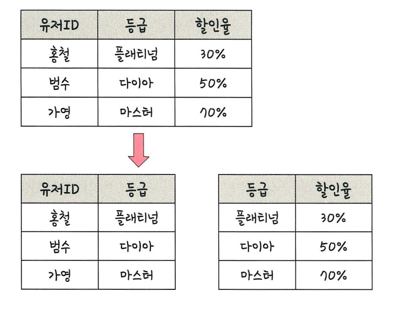 유저ID 등급 할인율
홍철 플래티넘 30%
범수 다이아 50%
가영 마스터 70%
유저ID 등급
홍철 플래티넘
범수 다이아
가영 마스터
등급 할인율
플래티넘 30%
다이아 50%
마스터 70%